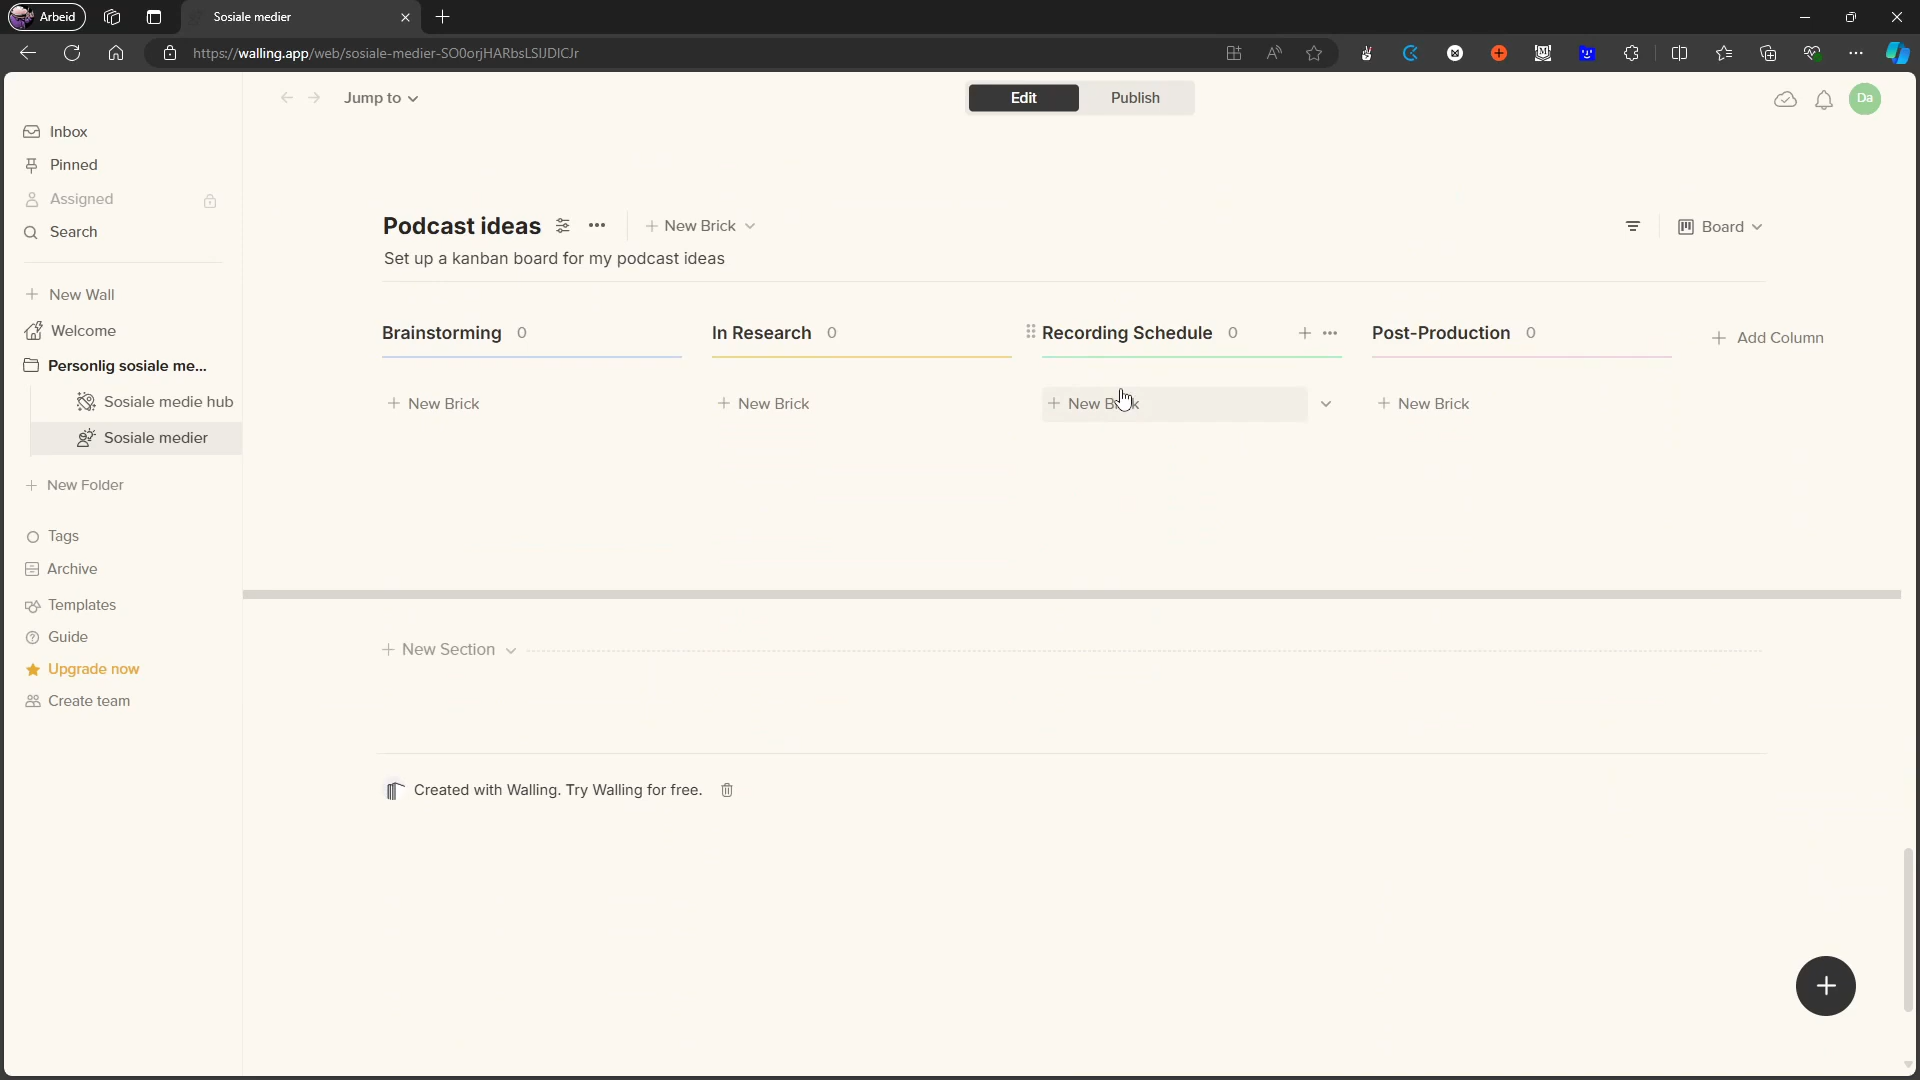 Arbeid
Sosiale medier
https://walling.app/web/sosiale-medier-SO0orjHARbsLSIJDICJr
Jump to
Edit
Publish
Da
Inbox
Pinned
Assigned
Search
New Wall
Welcome
Personlig sosiale me...
Sosiale medie hub
Sosiale medier
New Folder
Tags
Archive
Templates
Guide
Upgrade now
Create team
Podcast ideas
New Brick
Board
Set up a kanban board for my podcast ideas
Brainstorming 0
In Research 0
Recording Schedule 0
Post-Production 0
Add Column
New Brick
New Brick
New Brick
New Brick
New Section
Created with Walling. Try Walling for free.